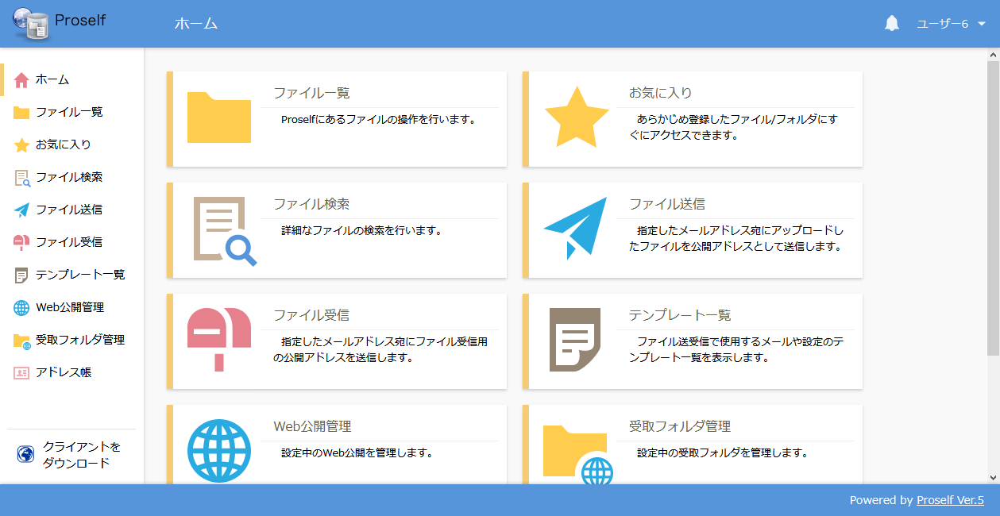 Proself
ホーム
ユーザー6
ホーム
ファイル一覧
お気に入り
ファイル検索
ファイル送信
ファイル受信
テンプレート一覧
Web公開管理
受取フォルダ管理
アドレス帳
クライアントを
ダウンロード
ファイル一覧
Proselfにあるファイルの操作を行います。
お気に入り
あらかじめ登録したファイル/フォルダにす
ぐにアクセスできます。
ファイル検索
詳細なファイルの検索を行います。
ファイル送信
指定したメールアドレス宛にアップロードし
たファイルを公開アドレスとして送信します。
ファイル受信
指定したメールアドレス宛にファイル受信用
の公開アドレスを送信します。
テンプレート一覧
ファイル送受信で使用するメールや設定のテ
ンプレート一覧を表示します。
Web公開管理
設定中のWeb公開を管理します。
受取フォルダ管理
設定中の受取フォルダを管理します。
Powered by Proself Ver.5